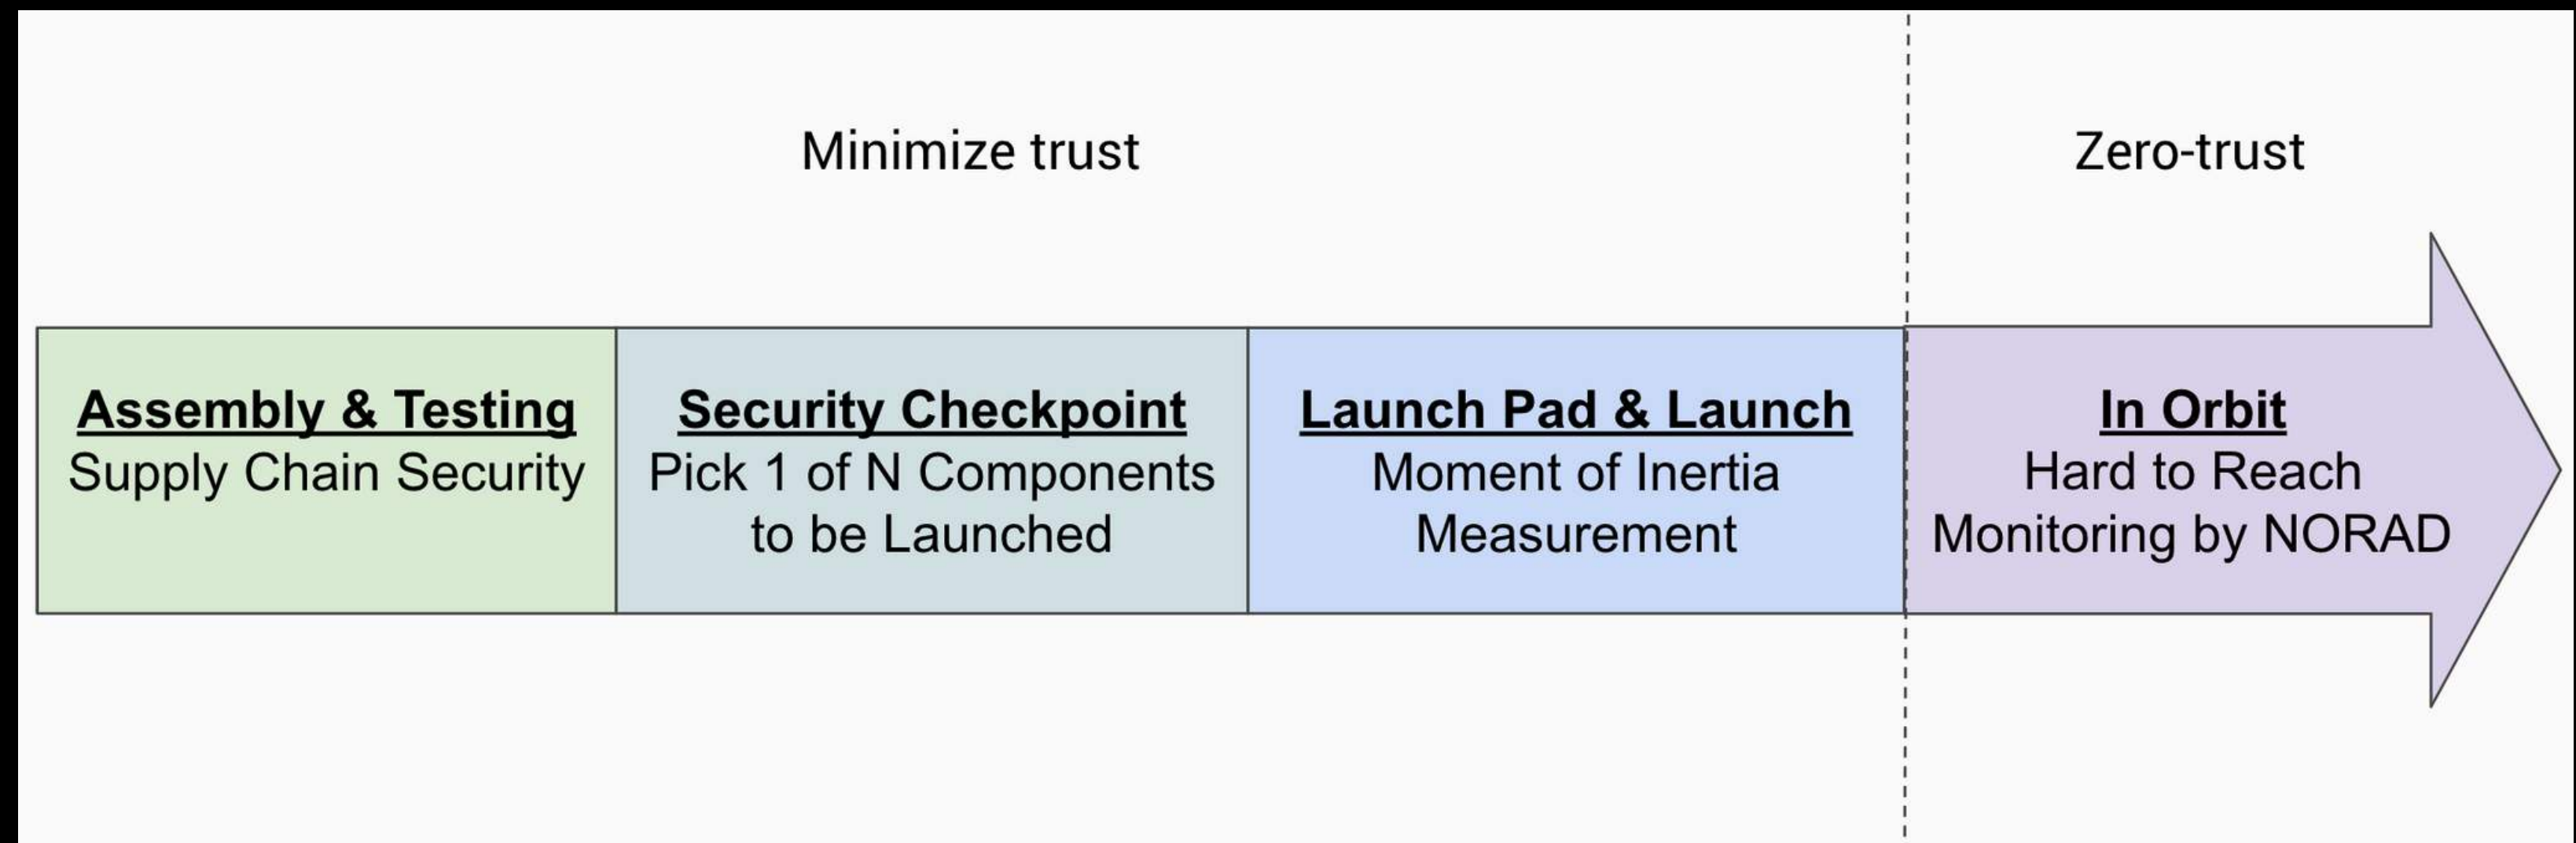 Minimize trust
Zero-trust
Assembly & Testing
Supply Chain Security
Security Checkpoint
Pick 1 of N Components
to be Launched
Launch Pad & Launch
Moment of Inertia
Measurement
In Orbit
Hard to Reach
Monitoring by NORAD